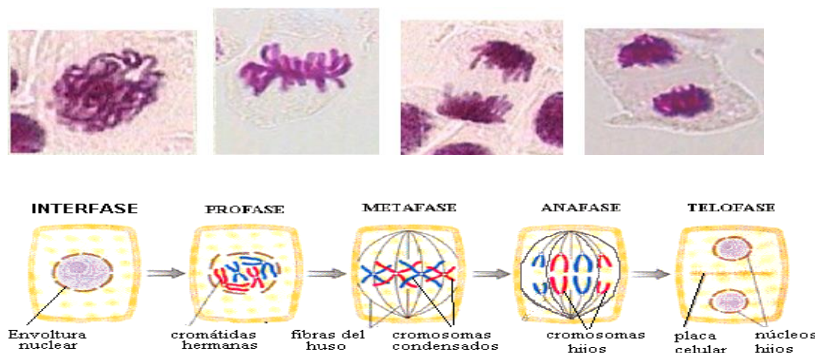 INTERFASE
PROFASE
METAFASE
ANAFASE
TELOFASE
Envoltura
nuclear
cromátidas
hermanas
fibras del
huso
cromosomas
condensados
cromosomas
hijos
placa
celular
núcleos
hijos